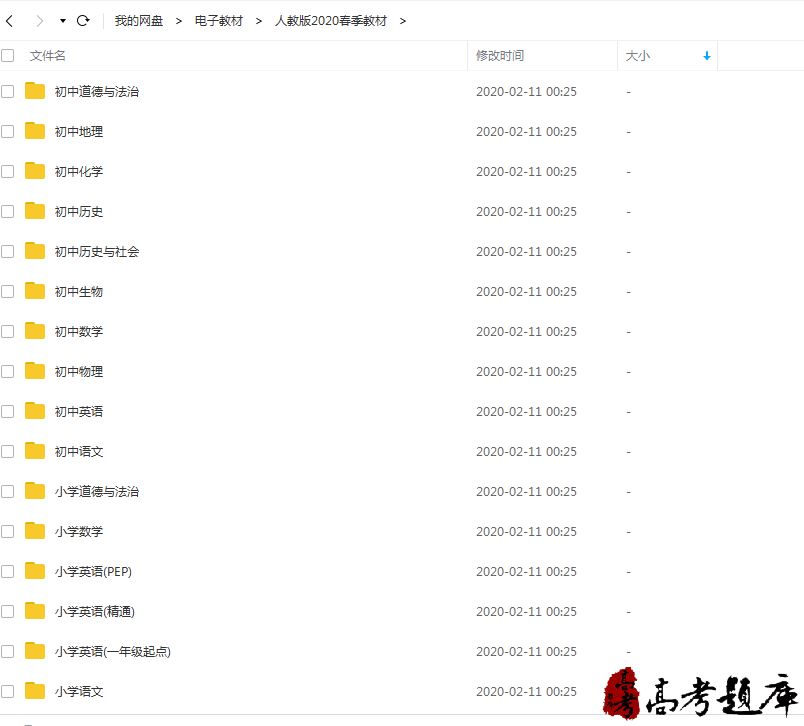 我的网盘 > 电子教材 > 人教版2020春季教材 >
文件名 修改时间 大小
初中道德与法治 2020-02-11 00:25 -
初中地理 2020-02-11 00:25 -
初中化学 2020-02-11 00:25 -
初中历史 2020-02-11 00:25 -
初中历史与社会 2020-02-11 00:25 -
初中生物 2020-02-11 00:25 -
初中数学 2020-02-11 00:25 -
初中物理 2020-02-11 00:25 -
初中英语 2020-02-11 00:25 -
初中语文 2020-02-11 00:25 -
小学道德与法治 2020-02-11 00:25 -
小学数学 2020-02-11 00:25 -
小学英语(PEP) 2020-02-11 00:25 -
小学英语(精通) 2020-02-11 00:25 -
小学英语(一年级起点) 2020-02-11 00:25 -
小学语文 2020-02-11 00:25
高考 高考题库